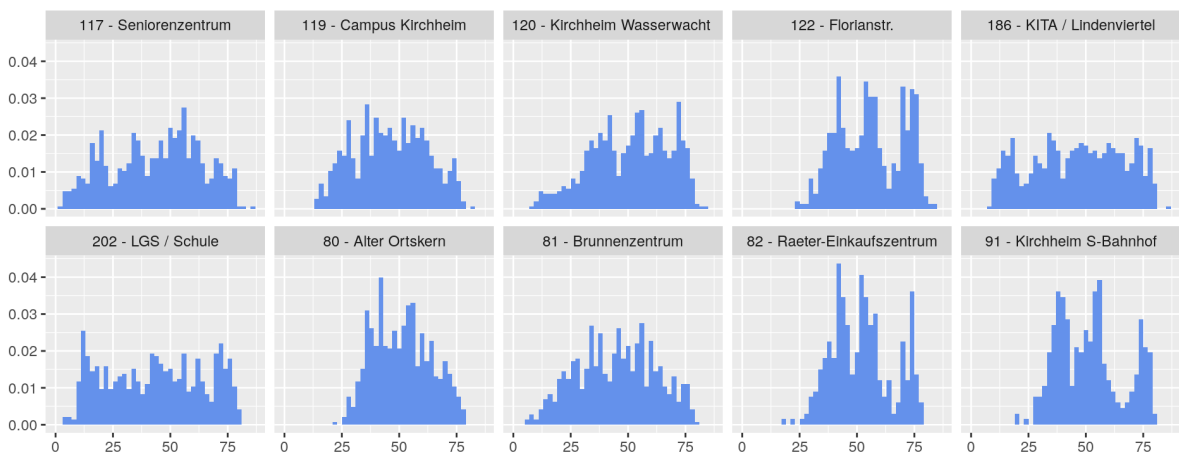 117 - Seniorenzentrum
119 - Campus Kirchheim
120 - Kirchheim Wasserwacht
122 - Florianstr.
186 - KITA / Lindenviertel
0.04
0.03
0.02
0.01
0.00
202 - LGS / Schule
80 - Alter Ortskern
81 - Brunnenzentrum
82 - Raeter-Einkaufszentrum
91 - Kirchheim S-Bahnhof
0.04
0.03
0.02
0.01
0.00
0 25 50 75
0 25 50 75
0 25 50 75
0 25 50 75
0 25 50 75